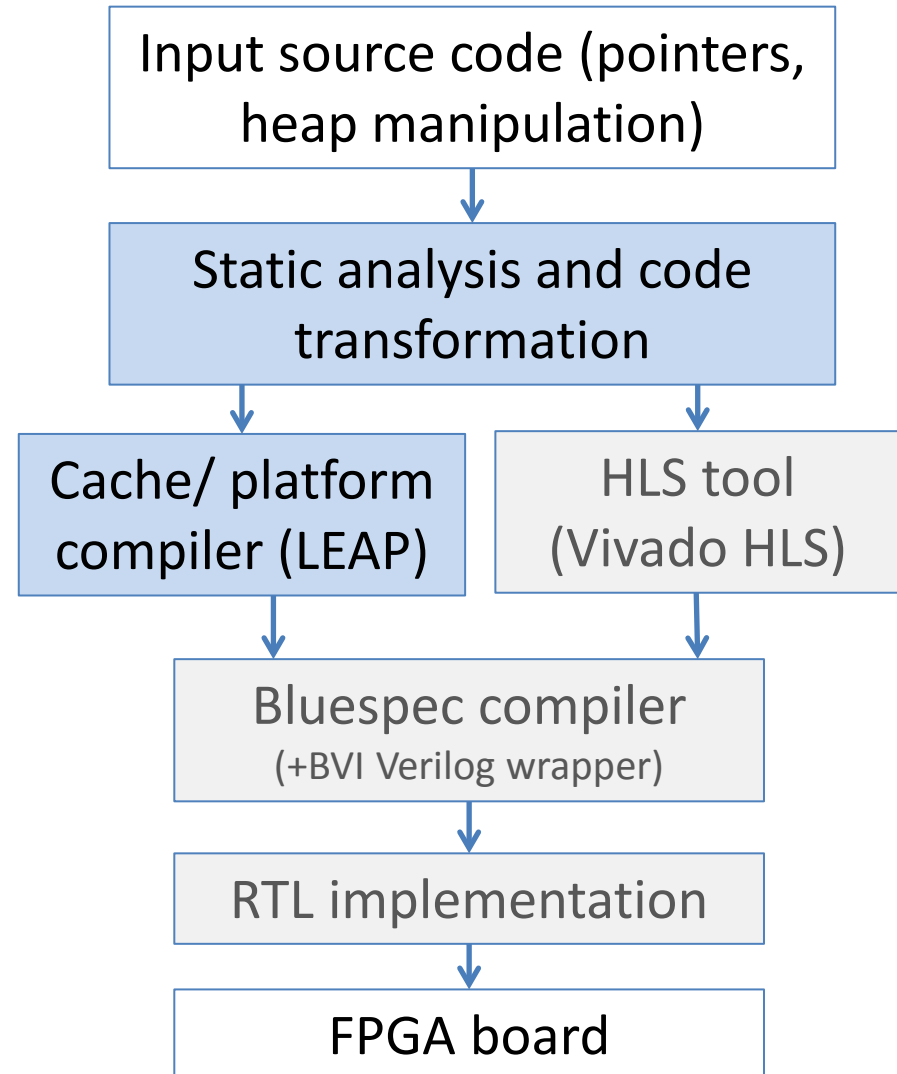 Input source code (pointers,
heap manipulation)
Static analysis and code
transformation
Cache/ platform
compiler (LEAP)
HLS tool
(Vivado HLS)
Bluespec compiler
(+BVI Verilog wrapper)
RTL implementation
FPGA board